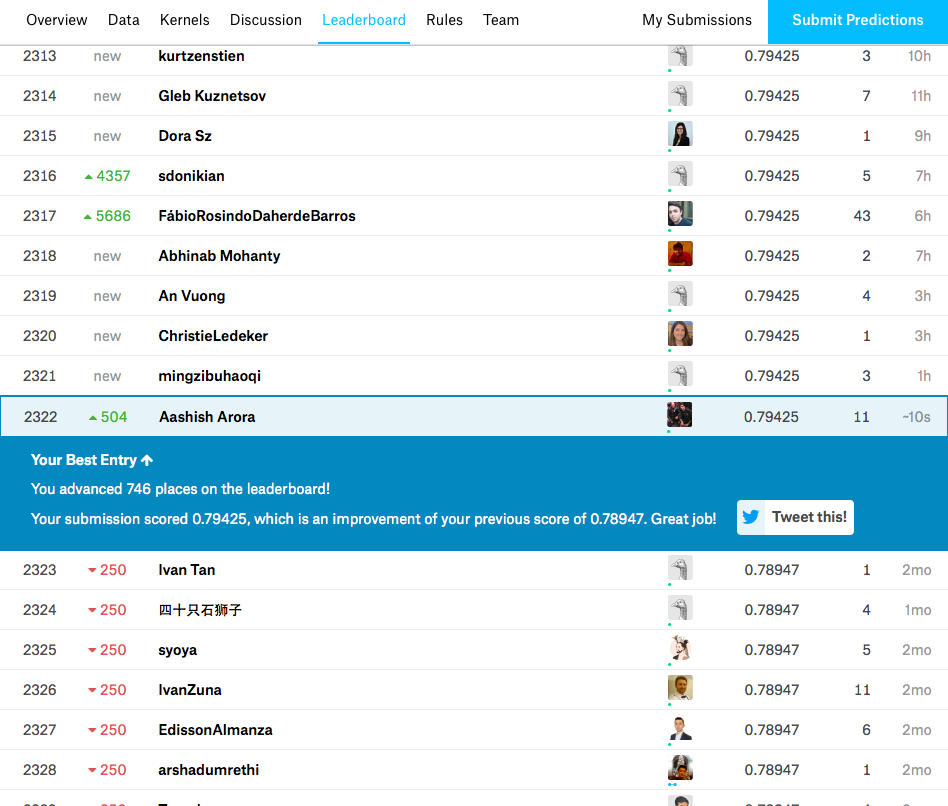 Overview Data Kernels Discussion Leaderboard Rules Team My Submissions Submit Predictions
2313 new kurtzenstien 0.79425 3 10h
2314 new Gleb Kuznetsov 0.79425 7 11h
2315 new Dora Sz 0.79425 1 9h
2316 4357 sdonikian 0.79425 5 7h
2317 5686 FábioRosindoDaherdeBarros 0.79425 43 6h
2318 new Abhinab Mohanty 0.79425 2 7h
2319 new An Vuong 0.79425 4 3h
2320 new ChristieLedeker 0.79425 1 3h
2321 new mingzibuhaoqi 0.79425 3 1h
2322 504 Aashish Arora 0.79425 11 ~10s
Your Best Entry
You advanced 746 places on the leaderboard!
Your submission scored 0.79425, which is an improvement of your previous score of 0.78947. Great job! Tweet this!
2323 250 Ivan Tan 0.78947 1 2mo
2324 250 四十只石狮子 0.78947 4 1mo
2325 250 syoya 0.78947 5 2mo
2326 250 IvanZuna 0.78947 11 2mo
2327 250 EdissonAlmanza 0.78947 6 2mo
2328 250 arshadumrethi 0.78947 1 2mo